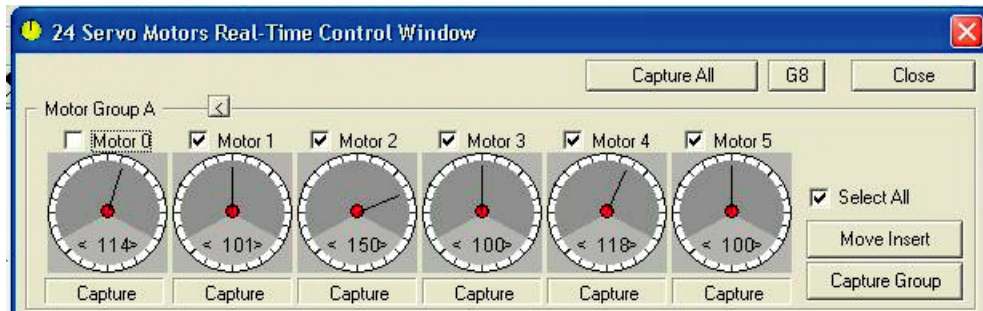 24 Servo Motors Real-Time Control Window
Capture All G8 Close
Motor Group A <
Motor 0 Motor 1 Motor 2 Motor 3 Motor 4 Motor 5
Select All
< 114> < 101> < 150> < 100> < 118> < 100>
Move Insert
Capture Capture Capture Capture Capture Capture
Capture Group